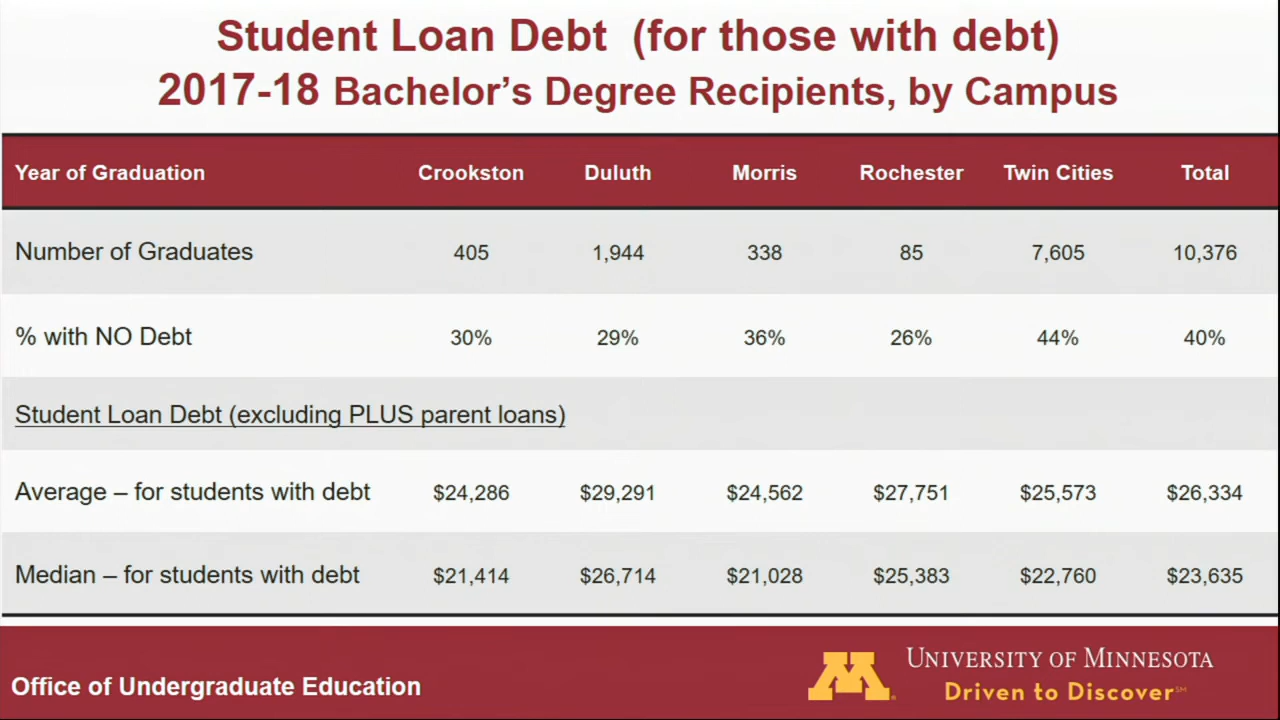 Student Loan Debt (for those with debt)
2017-18 Bachelor's Degree Recipients, by Campus
Year of Graduation Crookston Duluth Morris Rochester Twin Cities Total
Number of Graduates 405 1,944 338 85 7,605 10,376
% with NO Debt 30% 29% 36% 26% 44% 40%
Student Loan Debt (excluding PLUS parent loans)
Average – for students with debt $24,286 $29,291 $24,562 $27,751 $25,573 $26,334
Median – for students with debt $21,414 $26,714 $21,028 $25,383 $22,760 $23,635
Office of Undergraduate Education
M®
UNIVERSITY OF MINNESOTA
Driven to Discover℠